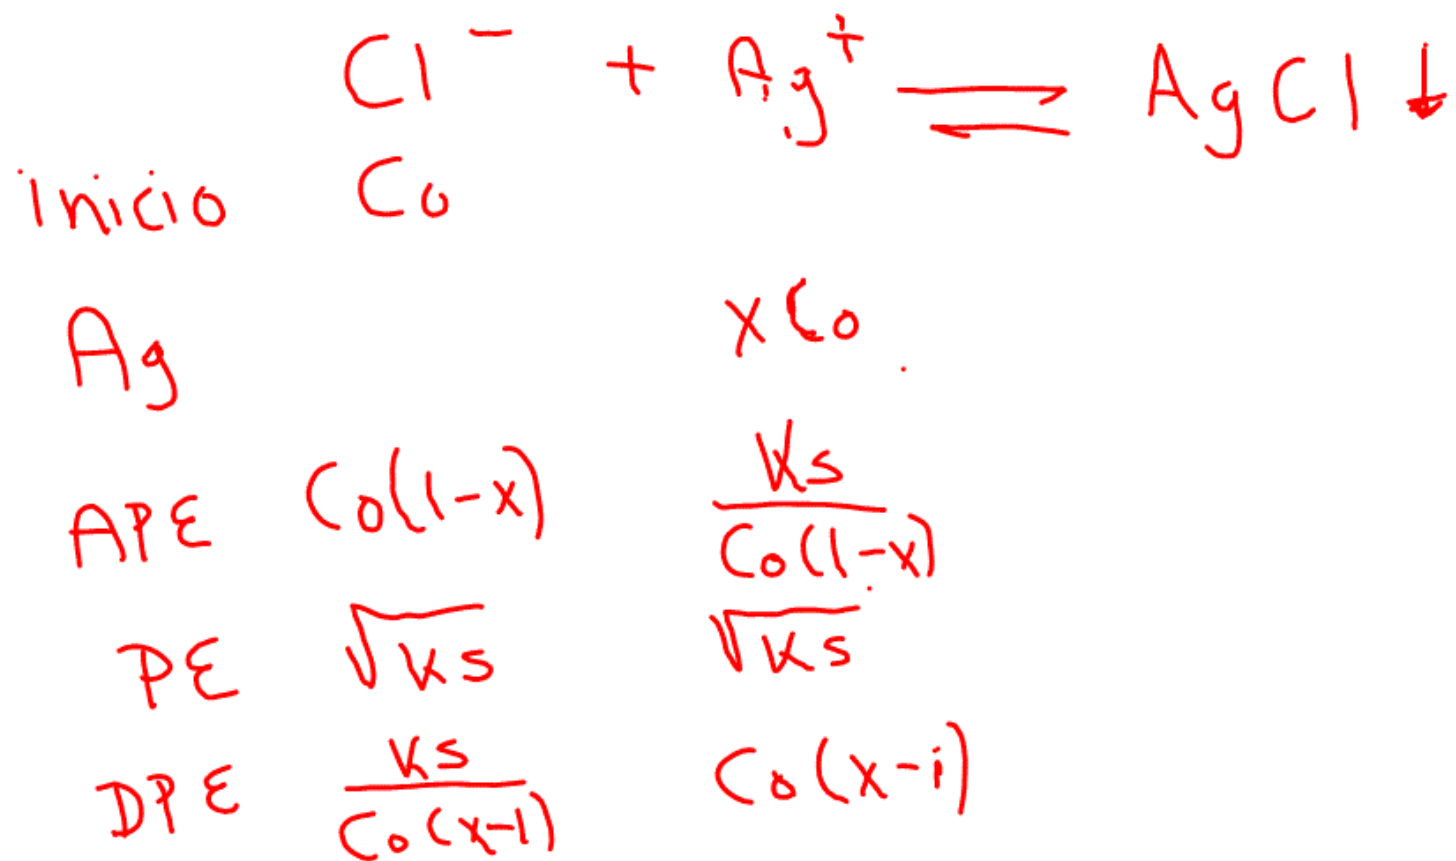 Cl⁻ + Ag⁺ ⇌ AgCl ↓
inicio Co
Ag xCo
APE Co(1-x) Ks/Co(1-x)
PE √Ks √Ks
DPE Ks/Co(x-1) Co(x-i)